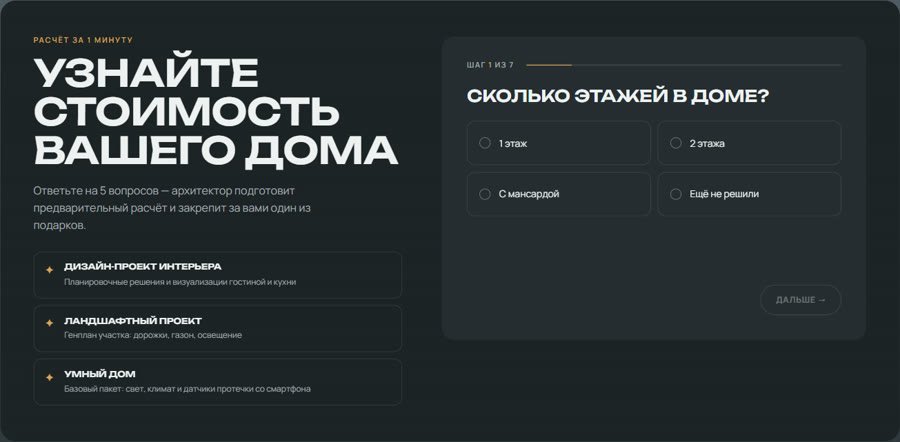 РАСЧЁТ ЗА 1 МИНУТУ
УЗНАЙТЕ
СТОИМОСТЬ
ВАШЕГО ДОМА
Ответьте на 5 вопросов — архитектор подготовит
предварительный расчёт и закрепит за вами один из
подарков.
ДИЗАЙН-ПРОЕКТ ИНТЕРЬЕРА
Планировочные решения и визуализации гостиной и кухни
ЛАНДШАФТНЫЙ ПРОЕКТ
Генплан участка: дорожки, газон, освещение
УМНЫЙ ДОМ
Базовый пакет: свет, климат и датчики протечки со смартфона
ШАГ 1 ИЗ 7
СКОЛЬКО ЭТАЖЕЙ В ДОМЕ?
1 этаж
2 этажа
С мансардой
Ещё не решили
ДАЛЬШЕ →